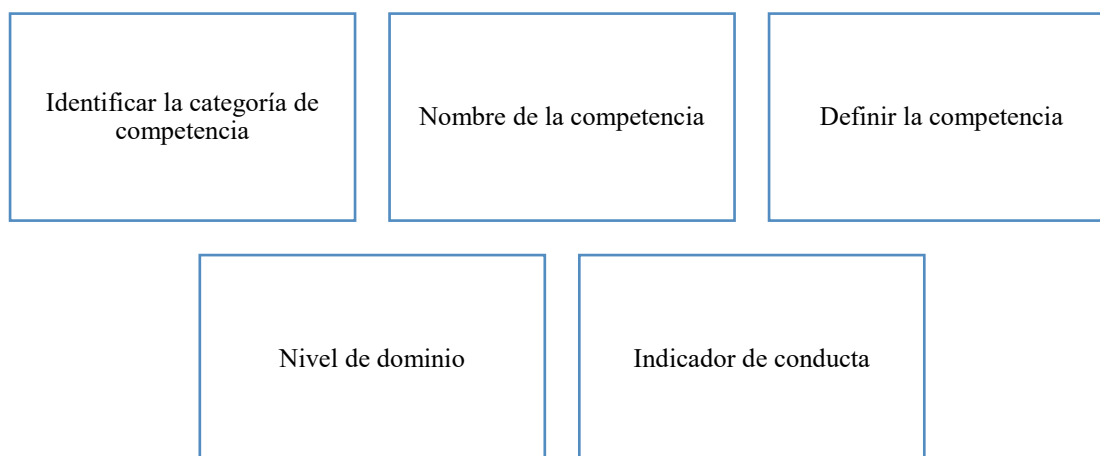 Identificar la categoría de
competencia
Nombre de la competencia
Definir la competencia
Nivel de dominio
Indicador de conducta